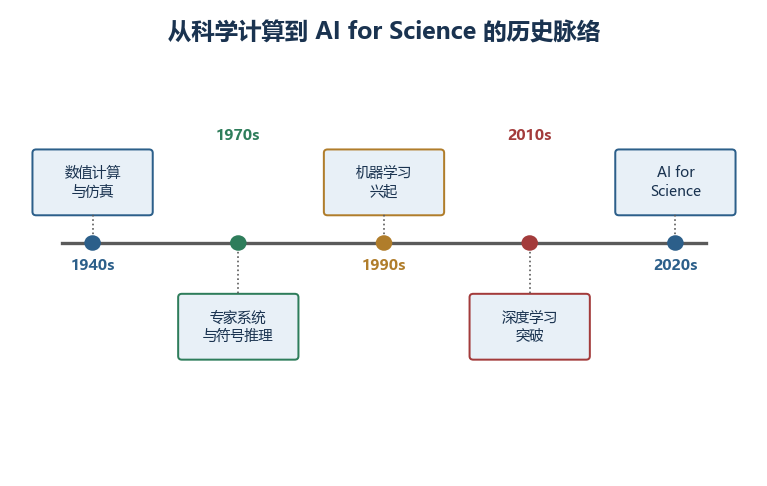 从科学计算到 AI for Science 的历史脉络
1970s
2010s
数值计算
与仿真
机器学习
兴起
AI for
Science
1940s
1990s
2020s
专家系统
与符号推理
深度学习
突破